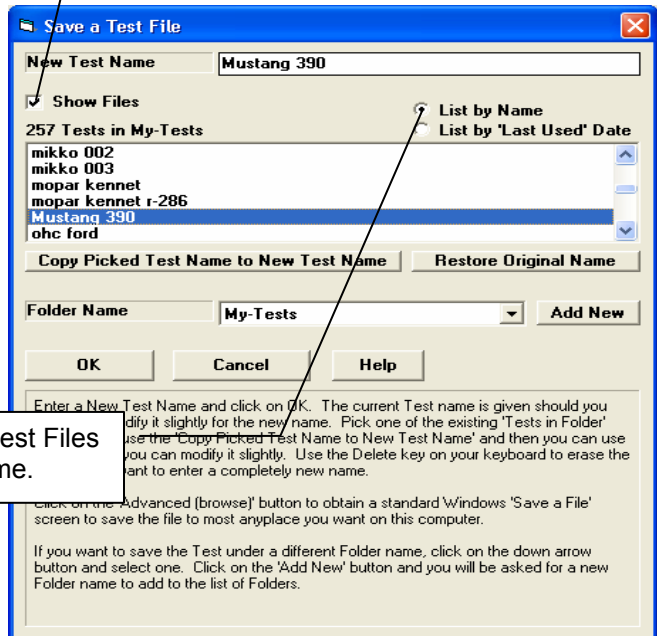 Save a Test File
New Test Name
Mustang 390
Show Files
List by Name
257 Tests in My-Tests
List by 'Last Used' Date
mikko 002
mikko 003
mopar kennet
mopar kennet r-286
Mustang 390
ohc ford
Copy Picked Test Name to New Test Name
Restore Original Name
Folder Name
My-Tests
Add New
OK
Cancel
Help
Enter a New Test Name and click on OK. The current Test name is given should you
dify it slightly for the new name. Pick one of the existing 'Tests in Folder'
use the 'Copy Picked Test Name to New Test Name' and then you can use
you can modify it slightly. Use the Delete key on your keyboard to erase the
ant to enter a completely new name.
est Files
me.
Click on the 'Advanced (browse)' button to obtain a standard Windows 'Save a File'
screen to save the file to most anyplace you want on this computer.
If you want to save the Test under a different Folder name, click on the down arrow
button and select one. Click on the 'Add New' button and you will be asked for a new
Folder name to add to the list of Folders.